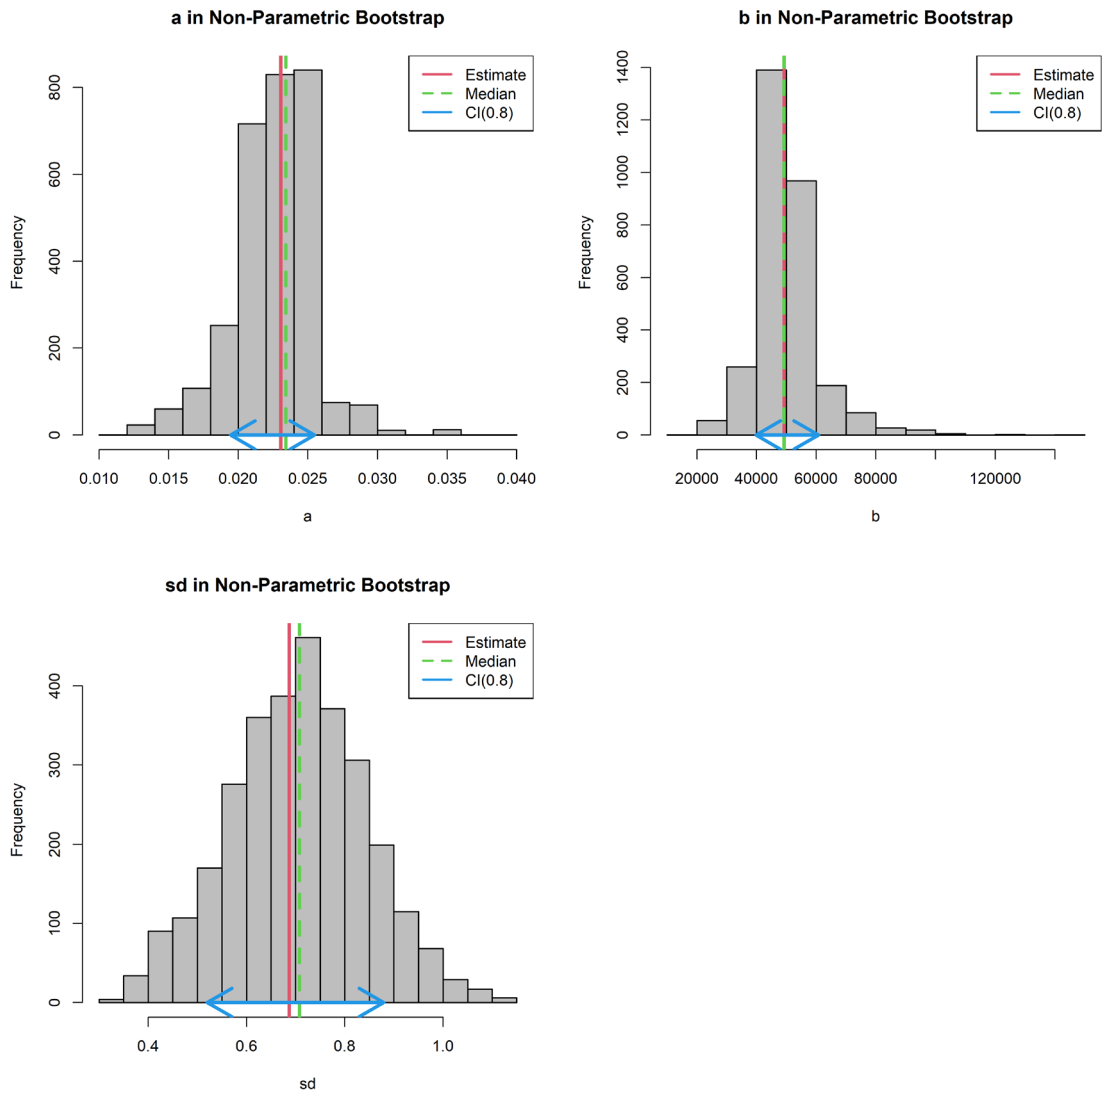 a in Non-Parametric Bootstrap
Estimate
Median
CI(0.8)
Frequency
0
200
400
600
800
0.010 0.015 0.020 0.025 0.030 0.035 0.040
a
b in Non-Parametric Bootstrap
Estimate
Median
CI(0.8)
Frequency
0
200
400
600
800
1000
1200
1400
20000 40000 60000 80000 120000
b
sd in Non-Parametric Bootstrap
Estimate
Median
CI(0.8)
Frequency
0
100
200
300
400
0.4 0.6 0.8 1.0
sd